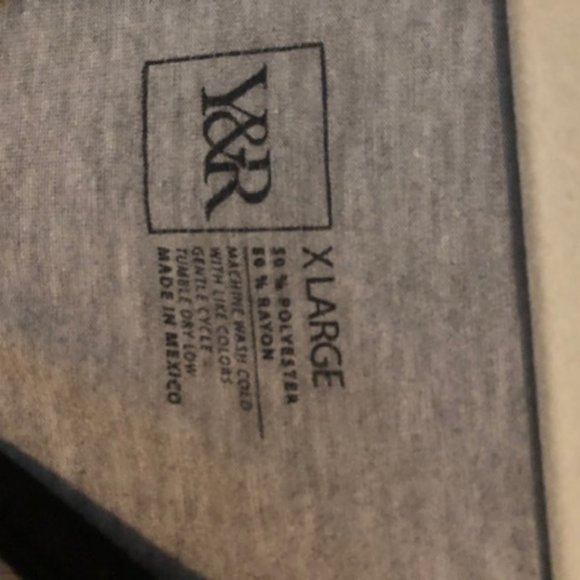 Y&R
X LARGE
50 % POLYESTER
50 % RAYON
MACHINE WASH COLD
WITH LIKE COLORS
GENTLE CYCLE
TUMBLE DRY LOW
MADE IN MEXICO